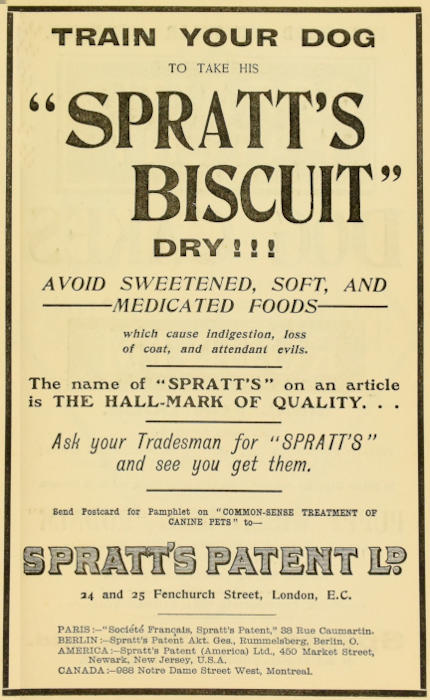 TRAIN YOUR DOG
TO TAKE HIS
"SPRATT'S
BISCUIT"
DRY!!!
AVOID SWEETENED, SOFT, AND
MEDICATED FOODS
which cause indigestion, loss
of coat, and attendant evils.
The name of "SPRATT'S" on an article
is THE HALL-MARK OF QUALITY. . .
Ask your Tradesman for "SPRATT'S"
and see you get them.
Send Postcard for Pamphlet on "COMMON-SENSE TREATMENT OF
CANINE PETS" to—
SPRATT'S PATENT LD.
24 and 25 Fenchurch Street, London, E.C.
PARIS:—"Société Français, Spratt's Patent," 38 Rue Caumartin.
BERLIN:—Spratt's Patent Akt. Ges., Rummelsberg, Berlin, O.
AMERICA:—Spratt's Patent (America) Ltd., 450 Market Street,
Newark, New Jersey, U.S.A.
CANADA:—988 Notre Dame Street West, Montreal.